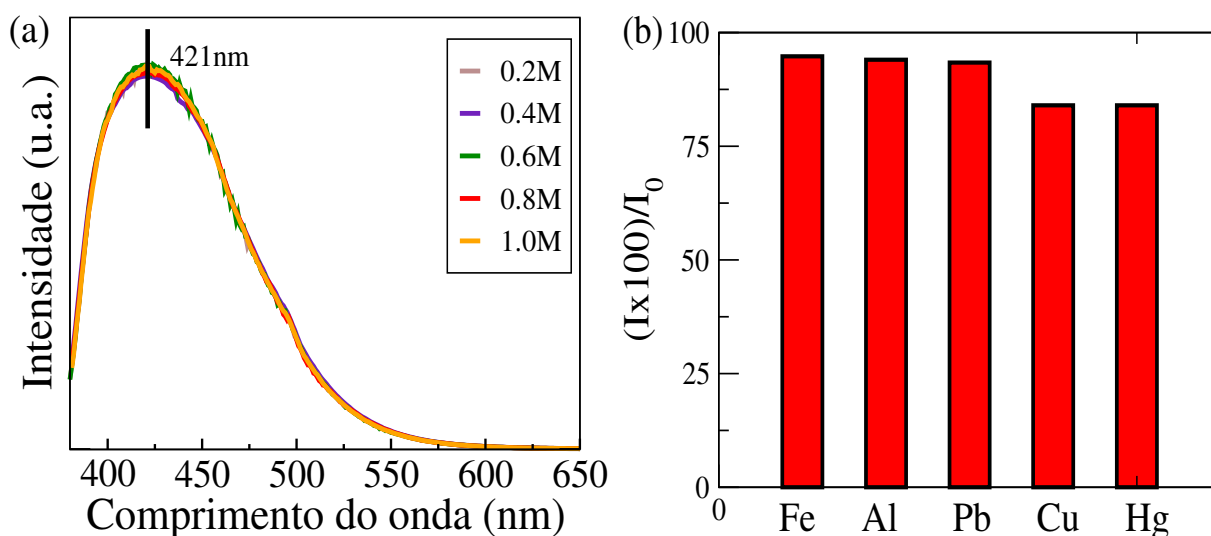 (a)
421nm
0.2M
0.4M
0.6M
0.8M
1.0M
Intensidade (u.a.)
400 450 500 550 600 650
Comprimento do onda (nm)
(b)
100
75
50
25
0
(Ix100)/I0
0 Fe Al Pb Cu Hg